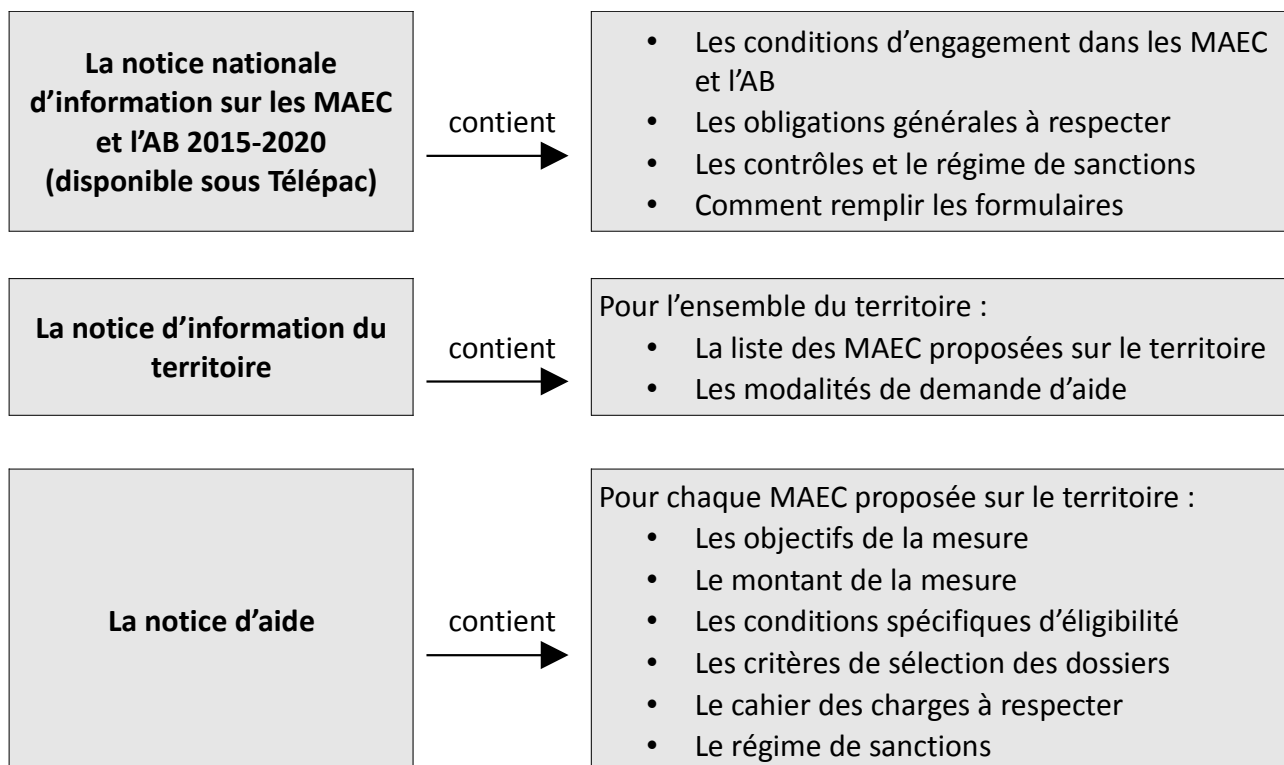 La notice nationale
d’information sur les MAEC
et l’AB 2015-2020
(disponible sous Télépac)
contient
• Les conditions d’engagement dans les MAEC
et l’AB
• Les obligations générales à respecter
• Les contrôles et le régime de sanctions
• Comment remplir les formulaires
La notice d’information du
territoire
contient
Pour l’ensemble du territoire :
• La liste des MAEC proposées sur le territoire
• Les modalités de demande d’aide
La notice d’aide
contient
Pour chaque MAEC proposée sur le territoire :
• Les objectifs de la mesure
• Le montant de la mesure
• Les conditions spécifiques d’éligibilité
• Les critères de sélection des dossiers
• Le cahier des charges à respecter
• Le régime de sanctions